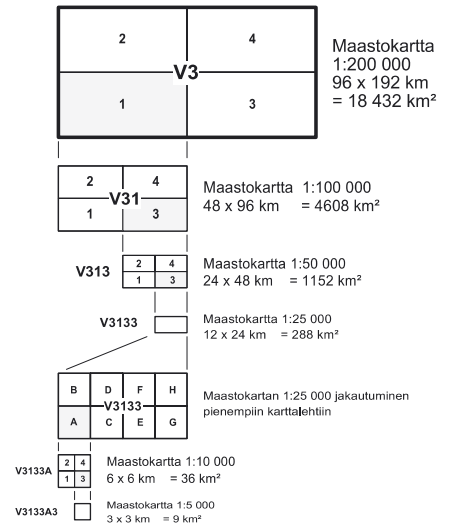 2 4
V3
1 3
Maastokartta
1:200 000
96 x 192 km
= 18 432 km²
2 4
V31
1 3
Maastokartta 1:100 000
48 x 96 km = 4608 km²
V313
2 4
1 3
Maastokartta 1:50 000
24 x 48 km = 1152 km²
V3133
Maastokartta 1:25 000
12 x 24 km = 288 km²
B D F H
V3133
A C E G
Maastokartan 1:25 000 jakautuminen
pienempiin karttalehtiin
V3133A
2 4
1 3
Maastokartta 1:10 000
6 x 6 km = 36 km²
V3133A3
Maastokartta 1:5 000
3 x 3 km = 9 km²